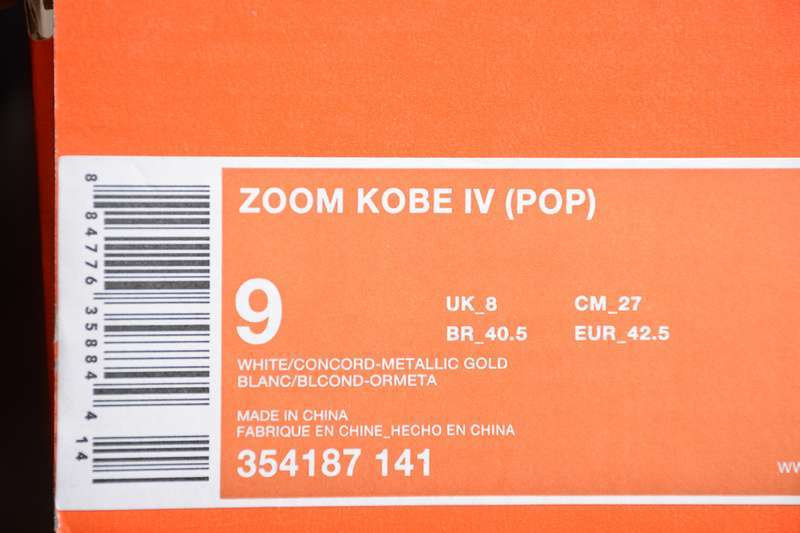 ZOOM KOBE IV (POP)
9
UK_8 CM_27
BR_40.5 EUR_42.5
WHITE/CONCORD-METALLIC GOLD
BLANC/BLCOND-ORMETA
MADE IN CHINA
FABRIQUE EN CHINE_HECHO EN CHINA
354187 141
8 84776 35884 4
14